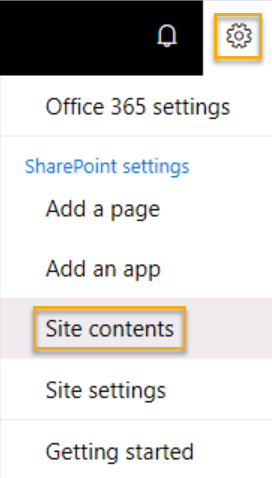 Office 365 settings
SharePoint settings
Add a page
Add an app
Site contents
Site settings
Getting started